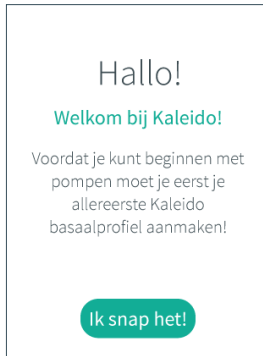 Hallo!
Welkom bij Kaleido!
Voordat je kunt beginnen met
pompen moet je eerst je
allereerste Kaleido
basaalprofiel aanmaken!
Ik snap het!